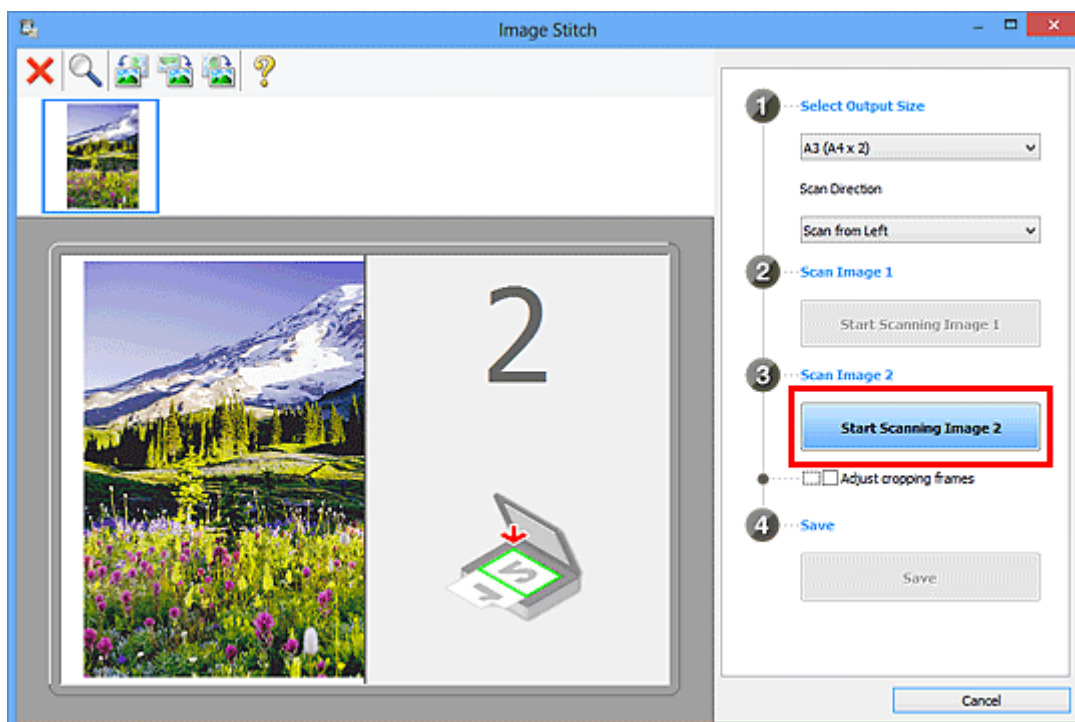 Image Stitch
1 Select Output Size
A3 (A4 x 2)
Scan Direction
Scan from Left
2 Scan Image 1
Start Scanning Image 1
3 Scan Image 2
Start Scanning Image 2
Adjust cropping frames
4 Save
Save
Cancel
2